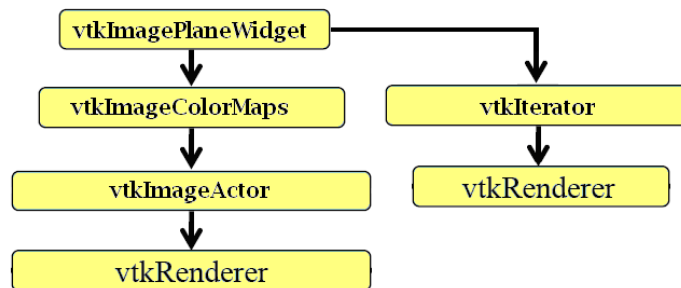 vtkImagePlaneWidget
vtkImageColorMaps
vtkIterator
vtkImageActor
vtkRenderer
vtkRenderer